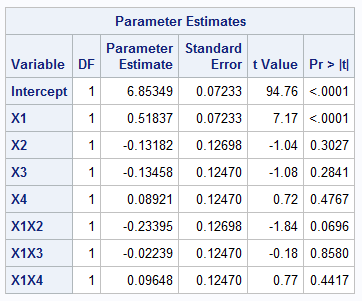 Parameter Estimates
Variable DF Parameter Estimate Standard Error t Value Pr > |t|
Intercept 1 6.85349 0.07233 94.76 <.0001
X1 1 0.51837 0.07233 7.17 <.0001
X2 1 -0.13182 0.12698 -1.04 0.3027
X3 1 -0.13458 0.12470 -1.08 0.2841
X4 1 0.08921 0.12470 0.72 0.4767
X1X2 1 -0.23395 0.12698 -1.84 0.0696
X1X3 1 -0.02239 0.12470 -0.18 0.8580
X1X4 1 0.09648 0.12470 0.77 0.4417